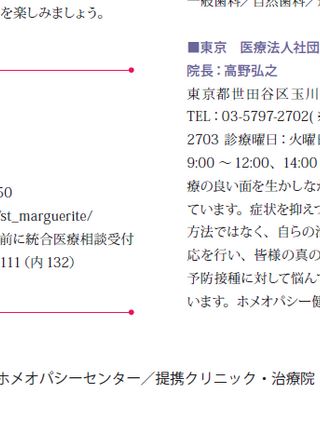 を楽しみましょう。
50
/st_marguerite/
前に統合医療相談受付
111（内 132）
一般歯科／自然歯科／
■東京　医療法人社団
院長：高野弘之
東京都世田谷区玉川
TEL：03-5797-2702(
2703 診療曜日：火曜日
9:00 〜 12:00、14:00
療の良い面を生かしなが
ています。症状を抑えつ
方法ではなく、自らの治
応を行い、皆様の真の
予防接種に対して悩んで
います。ホメオパシー健
ホメオパシーセンター／提携クリニック・治療院